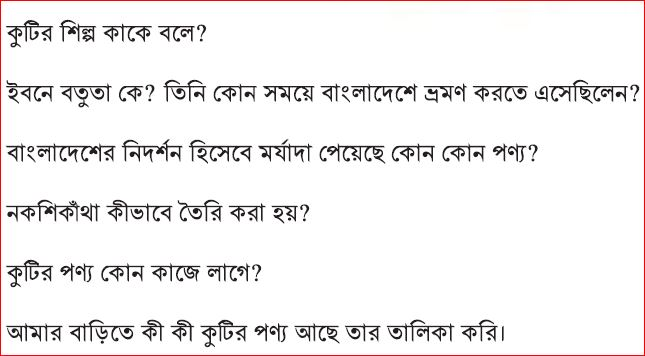 কুটির শিল্প কাকে বলে?
ইবনে বতুতা কে? তিনি কোন সময়ে বাংলাদেশে ভ্রমণ করতে এসেছিলেন?
বাংলাদেশের নিদর্শন হিসেবে মর্যাদা পেয়েছে কোন কোন পণ্য?
নকশিকাঁথা কীভাবে তৈরি করা হয়?
কুটির পণ্য কোন কাজে লাগে?
আমার বাড়িতে কী কী কুটির পণ্য আছে তার তালিকা করি।